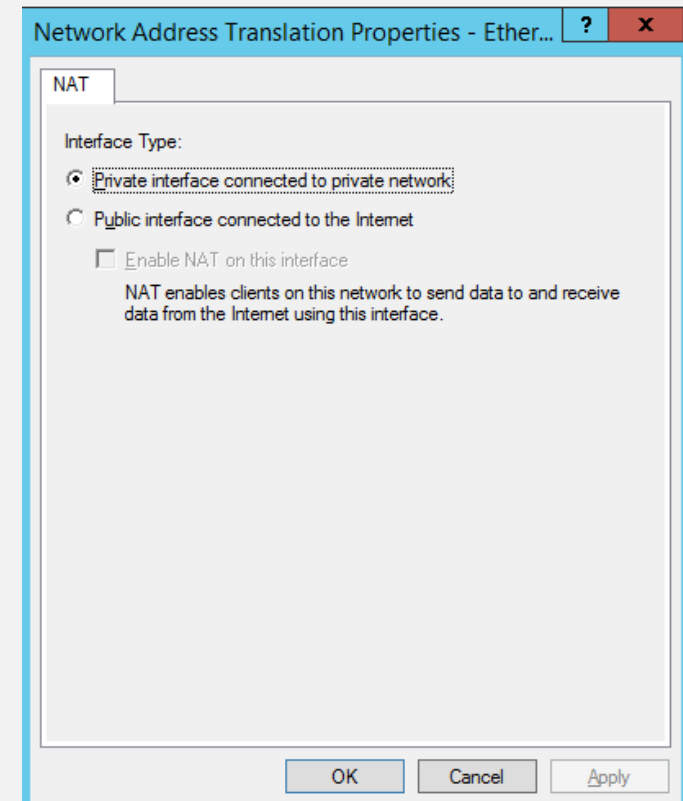 Network Address Translation Properties - Ether... ? x
NAT
Interface Type:
Private interface connected to private network
Public interface connected to the Internet
Enable NAT on this interface
NAT enables clients on this network to send data to and receive
data from the Internet using this interface.
OK Cancel Apply